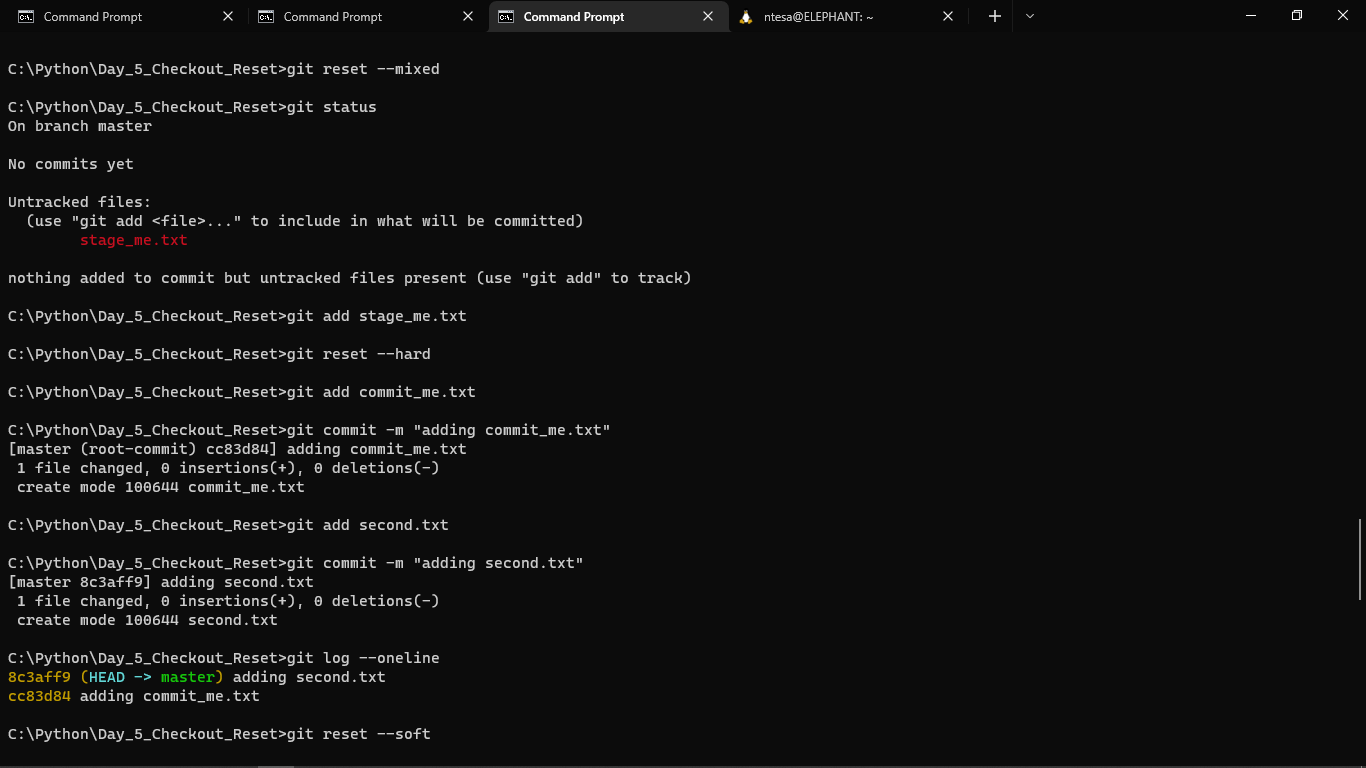 Command Prompt
Command Prompt
Command Prompt
ntesa@ELEPHANT: ~
C:\Python\Day_5_Checkout_Reset>git reset --mixed
C:\Python\Day_5_Checkout_Reset>git status
On branch master
No commits yet
Untracked files:
  (use "git add <file>..." to include in what will be committed)
        stage_me.txt
nothing added to commit but untracked files present (use "git add" to track)
C:\Python\Day_5_Checkout_Reset>git add stage_me.txt
C:\Python\Day_5_Checkout_Reset>git reset --hard
C:\Python\Day_5_Checkout_Reset>git add commit_me.txt
C:\Python\Day_5_Checkout_Reset>git commit -m "adding commit_me.txt"
[master (root-commit) cc83d84] adding commit_me.txt
 1 file changed, 0 insertions(+), 0 deletions(-)
 create mode 100644 commit_me.txt
C:\Python\Day_5_Checkout_Reset>git add second.txt
C:\Python\Day_5_Checkout_Reset>git commit -m "adding second.txt"
[master 8c3aff9] adding second.txt
 1 file changed, 0 insertions(+), 0 deletions(-)
 create mode 100644 second.txt
C:\Python\Day_5_Checkout_Reset>git log --oneline
8c3aff9 (HEAD -> master) adding second.txt
cc83d84 adding commit_me.txt
C:\Python\Day_5_Checkout_Reset>git reset --soft